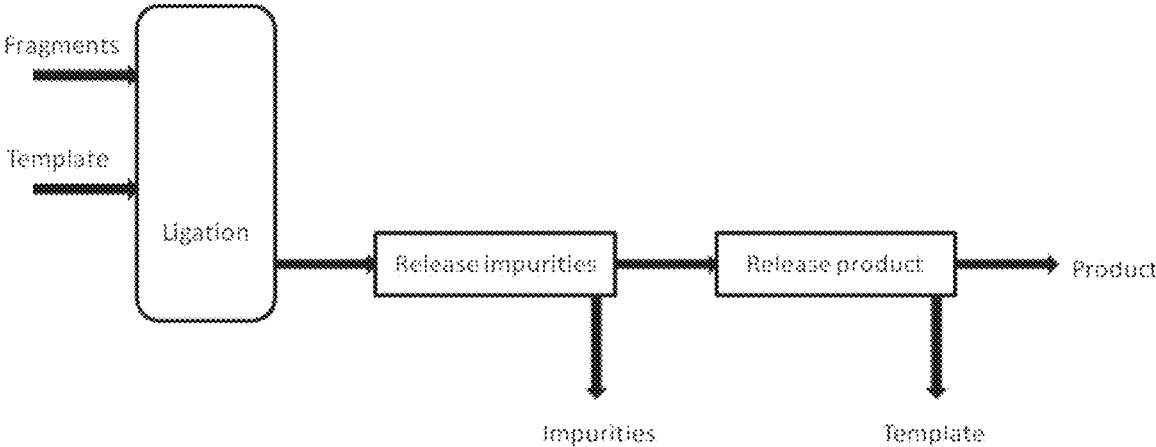 Fragments
Template
Ligation
Release impurities
Release product
Product
Impurities
Template